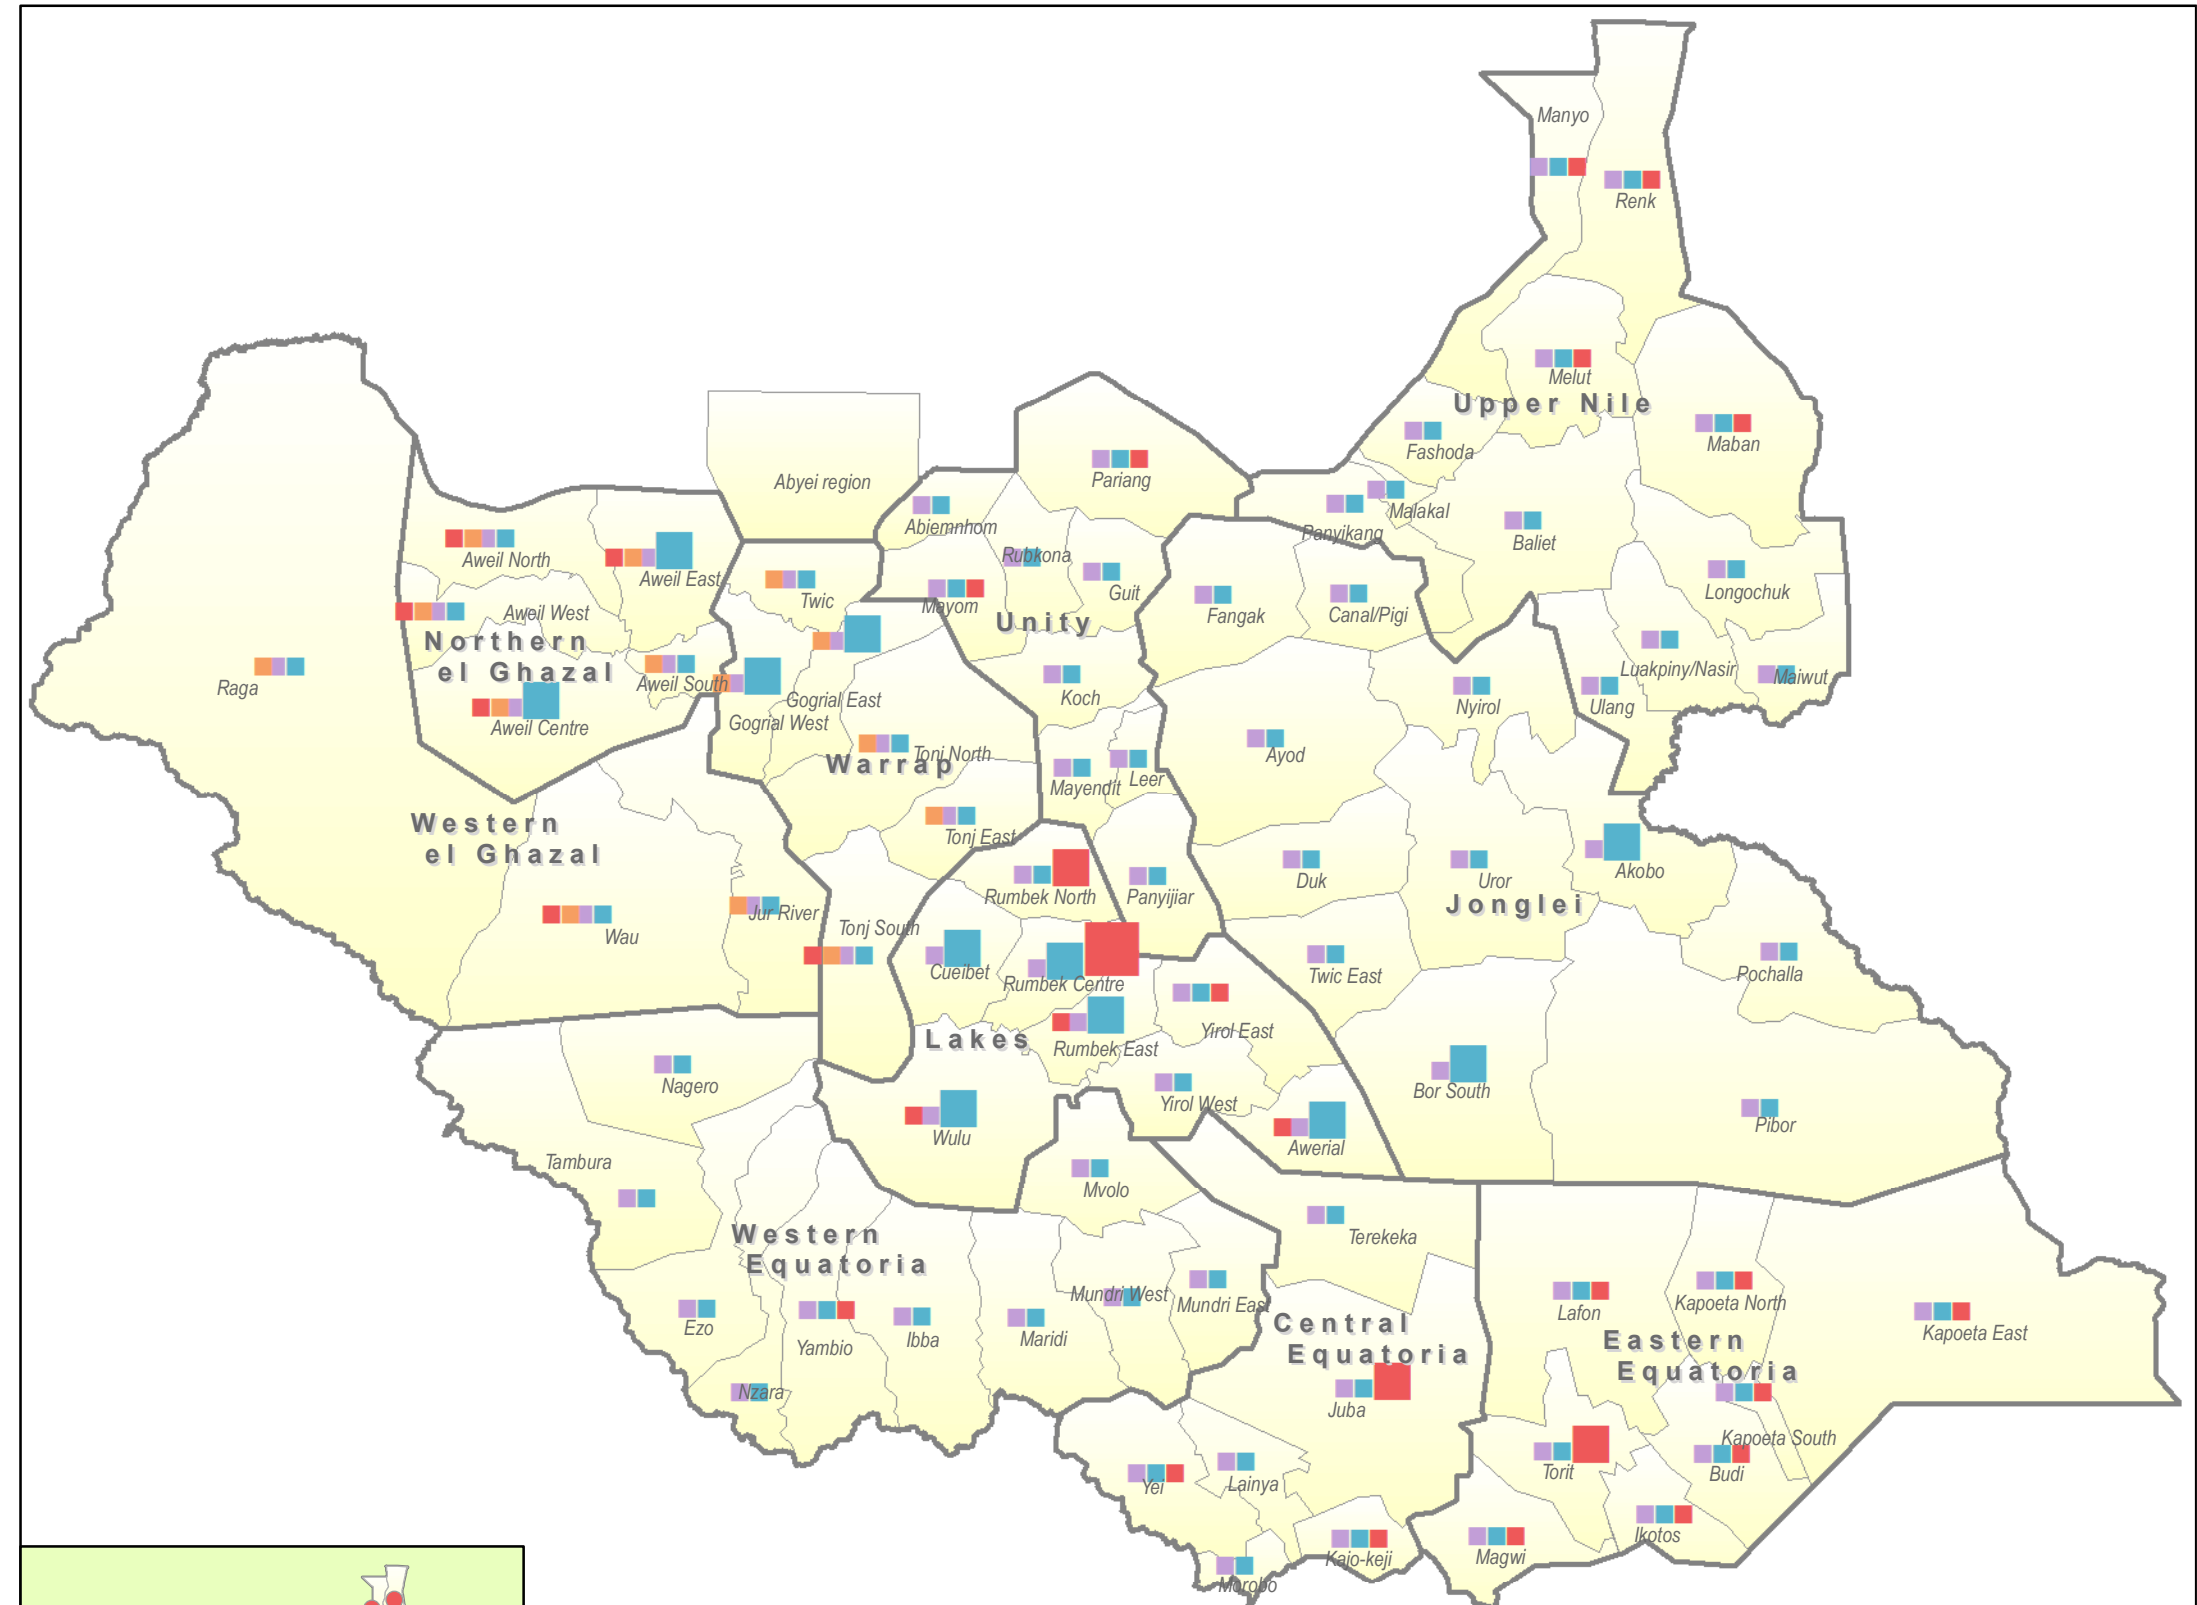 Manyo
Renk
Melut
Upper Nile
Maban
Fashoda
Pariang
Abyei region
Malakal
Abiemnhom
Panyikang
Baliet
Rubkona
Aweil North
Aweil East
Twic
Guit
Longochuk
Mayom
Aweil West
Unity
Fangak
Canal/Pigi
Northern
el Ghazal
Luakpiny/Nasir
Maiwut
Raga
Aweil South
Gogrial East
Koch
Nyirol
Ulang
Aweil Centre
Gogrial West
Tonj North
Ayod
Warrap
Mayendit
Leer
Western
el Ghazal
Tonj East
Akobo
Duk
Uror
Rumbek North
Panyijiar
Jonglei
Jur River
Tonj South
Wau
Cueibet
Rumbek Centre
Twic East
Pochalla
Yirol East
Lakes
Rumbek East
Nagero
Bor South
Yirol West
Pibor
Wulu
Awerial
Tambura
Mvolo
Western
Equatoria
Terekeka
Mundri West
Mundri East
Lafon
Kapoeta North
Kapoeta East
Ezo
Yambio
Ibba
Maridi
Central
Equatoria
Eastern
Equatoria
Nzara
Juba
Kapoeta South
Torit
Budi
Yei
Lainya
Ikotos
Magwi
Kajo-keji
Morobo